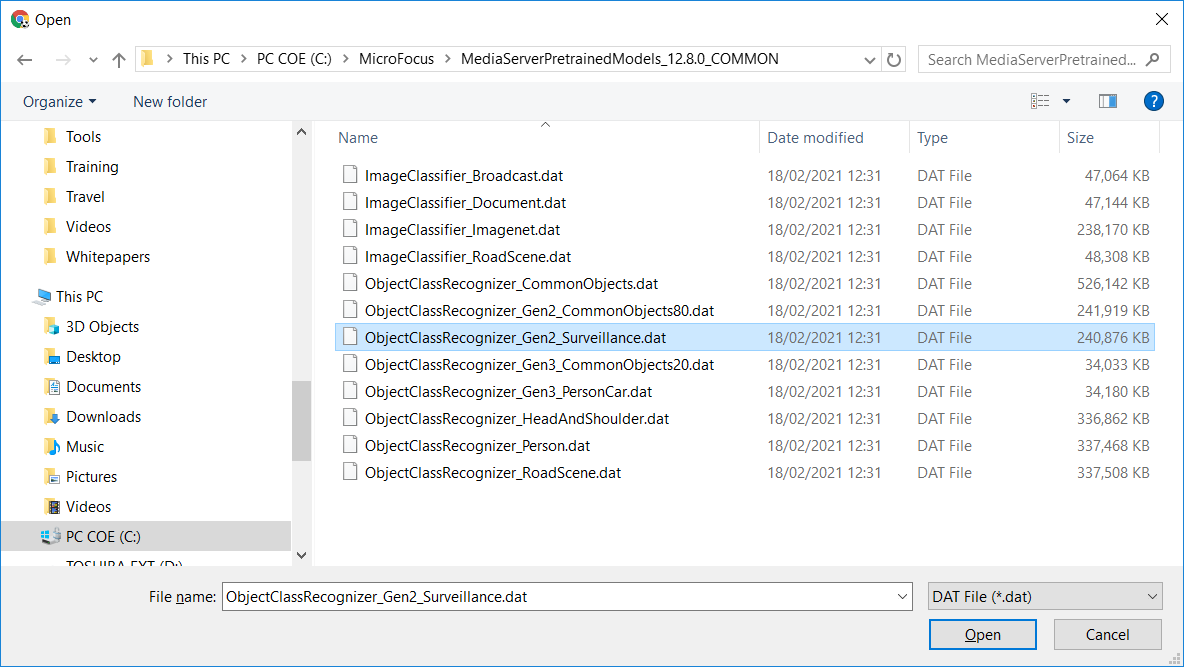 Open
This PC > PC COE (C:) > MicroFocus > MediaServerPretrainedModels_12.8.0_COMMON
Search MediaServerPretrained...
Organize
New folder
?
Tools
Training
Travel
Videos
Whitepapers
This PC
3D Objects
Desktop
Documents
Downloads
Music
Pictures
Videos
PC COE (C:)
TOSHIBA EXT (D:)
Name Date modified Type Size
ImageClassifier_Broadcast.dat 18/02/2021 12:31 DAT File 47,064 KB
ImageClassifier_Document.dat 18/02/2021 12:31 DAT File 47,144 KB
ImageClassifier_Imagenet.dat 18/02/2021 12:31 DAT File 238,170 KB
ImageClassifier_RoadScene.dat 18/02/2021 12:31 DAT File 48,308 KB
ObjectClassRecognizer_CommonObjects.dat 18/02/2021 12:31 DAT File 526,142 KB
ObjectClassRecognizer_Gen2_CommonObjects80.dat 18/02/2021 12:31 DAT File 241,919 KB
ObjectClassRecognizer_Gen2_Surveillance.dat 18/02/2021 12:31 DAT File 240,876 KB
ObjectClassRecognizer_Gen3_CommonObjects20.dat 18/02/2021 12:31 DAT File 34,033 KB
ObjectClassRecognizer_Gen3_PersonCar.dat 18/02/2021 12:31 DAT File 34,180 KB
ObjectClassRecognizer_HeadAndShoulder.dat 18/02/2021 12:31 DAT File 336,862 KB
ObjectClassRecognizer_Person.dat 18/02/2021 12:31 DAT File 337,468 KB
ObjectClassRecognizer_RoadScene.dat 18/02/2021 12:31 DAT File 337,508 KB
File name: ObjectClassRecognizer_Gen2_Surveillance.dat
DAT File (*.dat)
Open
Cancel